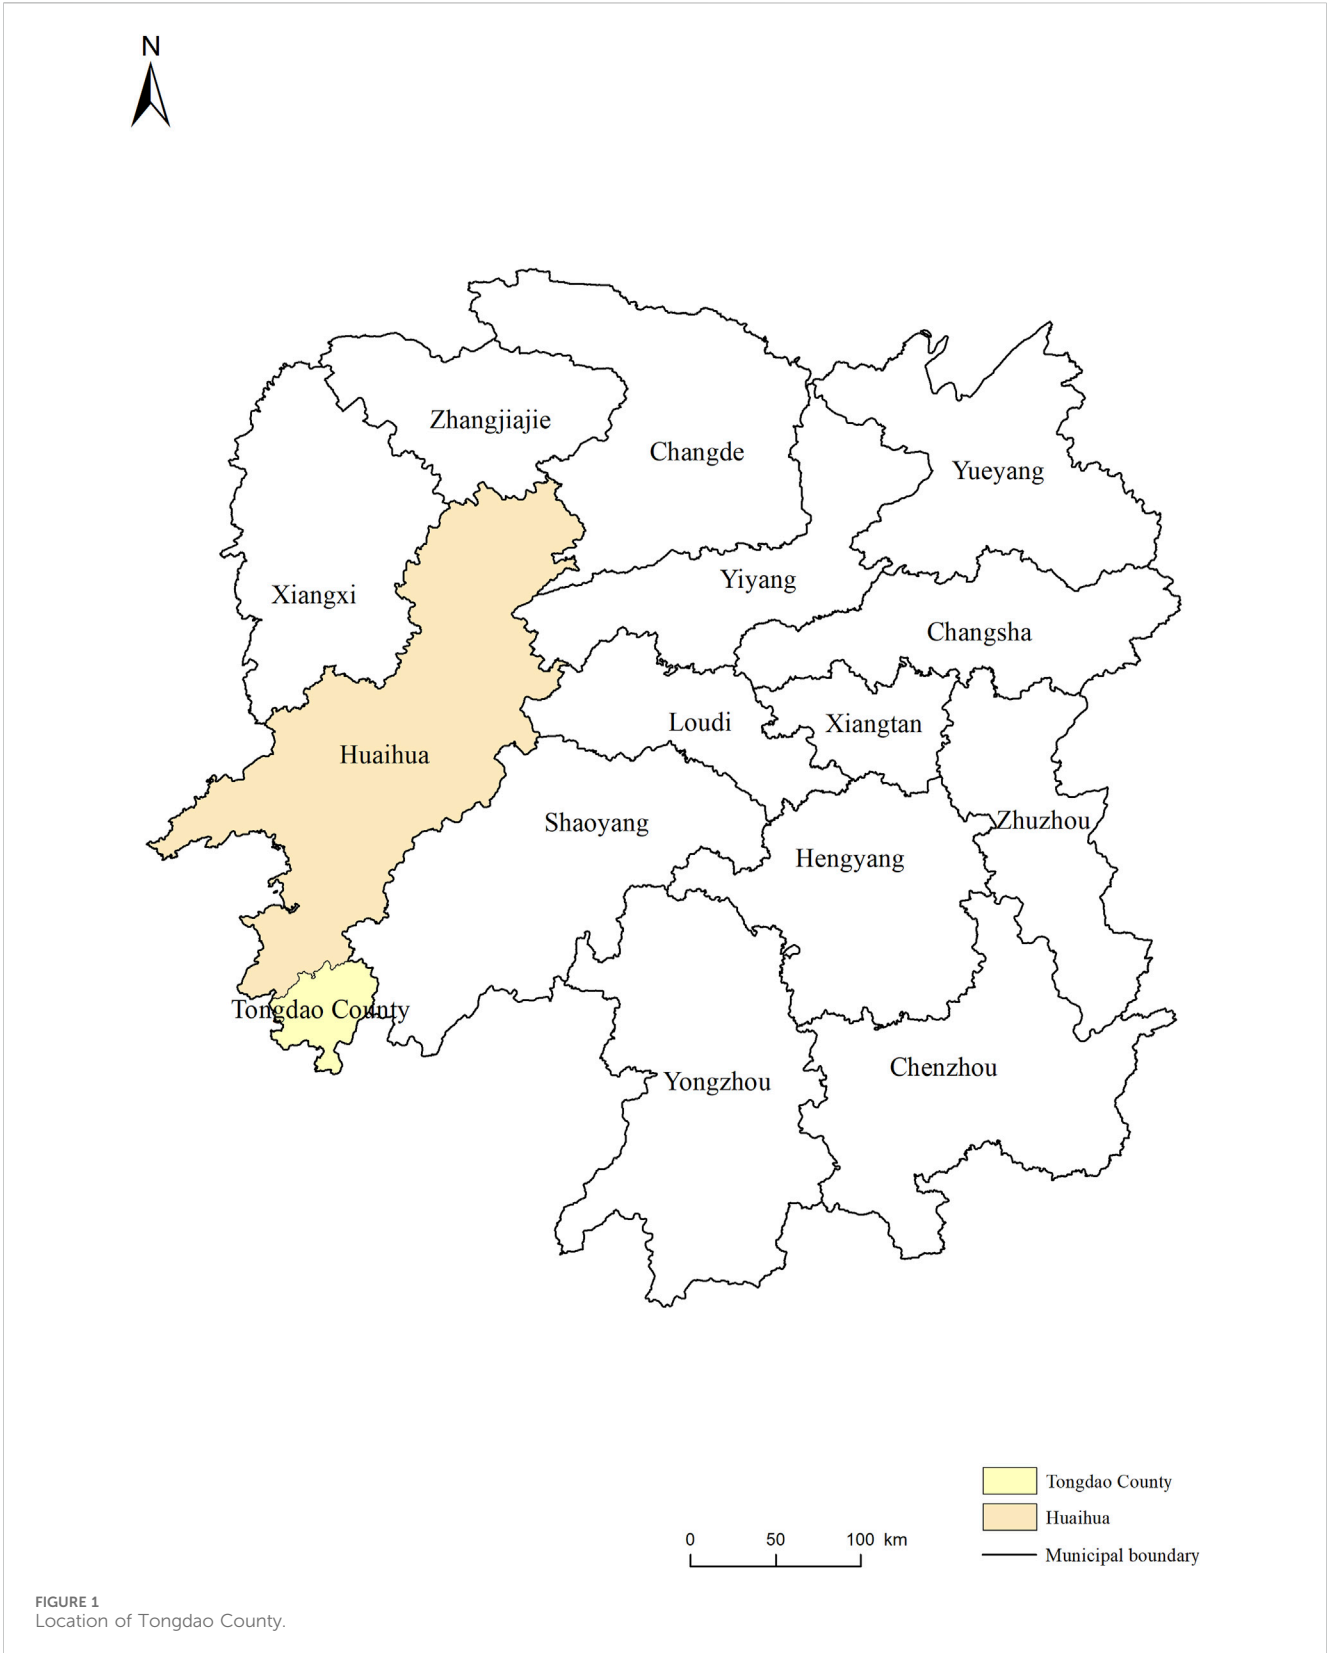 N
Zhangjiajie
Changde
Yueyang
Xiangxi
Yiyang
Changsha
Loudi
Xiangtan
Huaihua
Shaoyang
Zhuzhou
Hengyang
Tongdao County
Chenzhou
Yongzhou
Tongdao County
Huaihua
Municipal boundary
0 50 100 km
FIGURE 1
Location of Tongdao County.